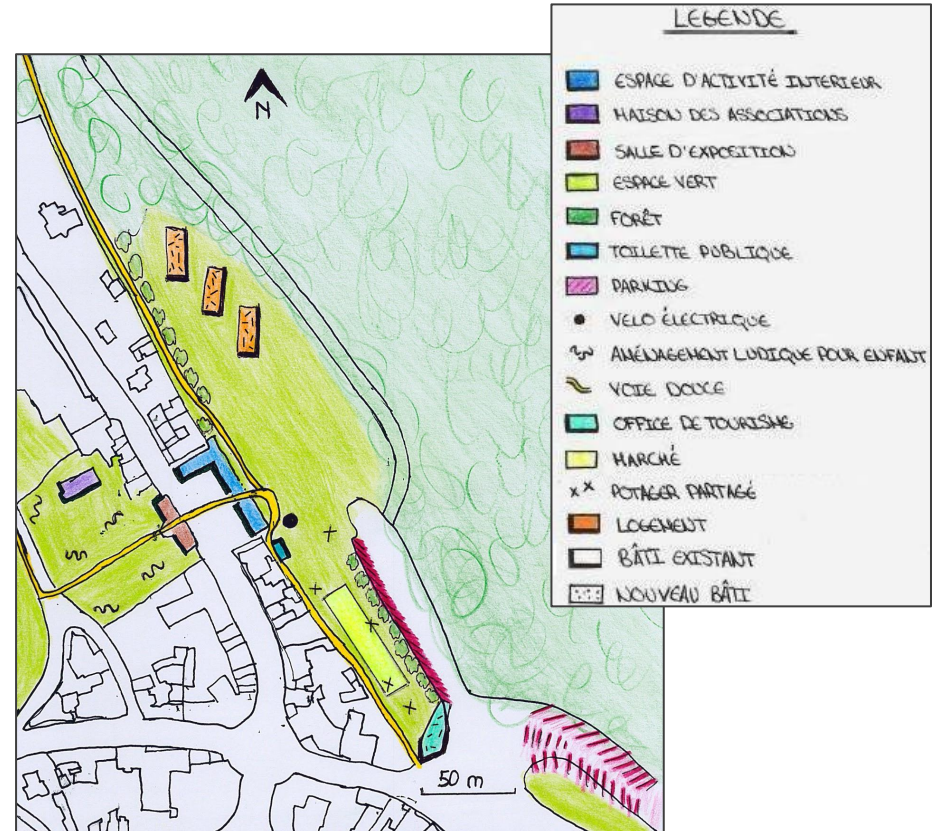 LEGENDE
ESPACE D'ACTIVITÉ INTERIEUR
MAISON DES ASSOCIATIONS
SALLE D'EXPOSITION
ESPACE VERT
FORÊT
TOILETTE PUBLIQUE
PARKING
VELO ÉLECTRIQUE
AMÉNAGEMENT LUDIQUE POUR ENFANT
VOIE DOUCE
OFFICE DE TOURISME
MARCHÉ
POTAGER PARTAGÉ
LOGEMENT
BÂTI EXISTANT
NOUVEAU BÂTI
N
50 m